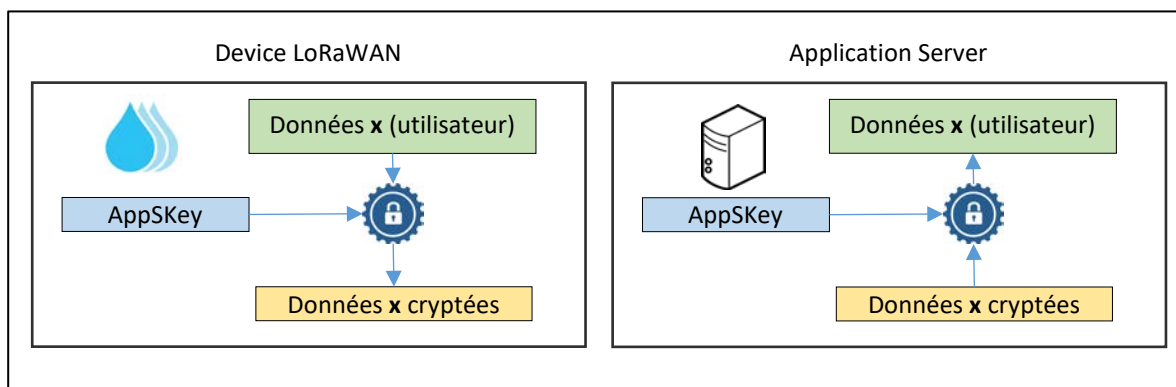 Device LoRaWAN
Données x (utilisateur)
AppSKey
Données x cryptées
Application Server
Données x (utilisateur)
AppSKey
Données x cryptées